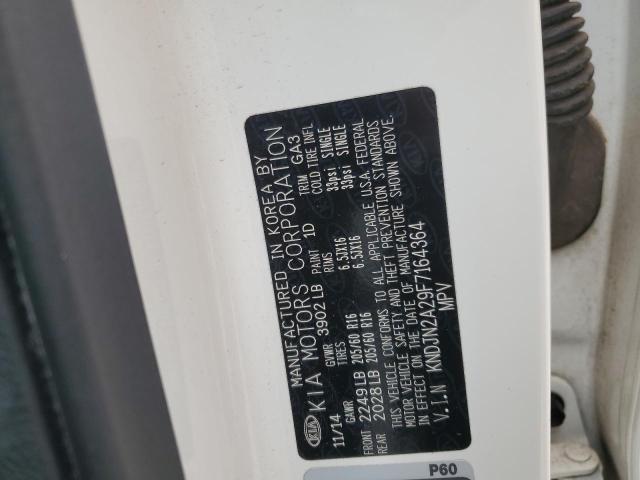 MANUFACTURED IN KOREA BY
KIA KIA MOTORS CORPORATION
11/14 GVWR 3902 LB PAINT 1D TRIM GA3
GAWR TIRES RIMS COLD TIRE INFL
FRONT 2249LB 205/60 R16 6.5JX16 33psi SINGLE
REAR 2028LB 205/60 R16 6.5JX16 33psi SINGLE
THIS VEHICLE CONFORMS TO ALL APPLICABLE U.S.A. FEDERAL
MOTOR VEHICLE SAFETY AND THEFT PREVENTION STANDARDS
IN EFFECT ON THE DATE OF MANUFACTURE SHOWN ABOVE.
V.I.N KNDJN2A29F7164364
MPV
P60